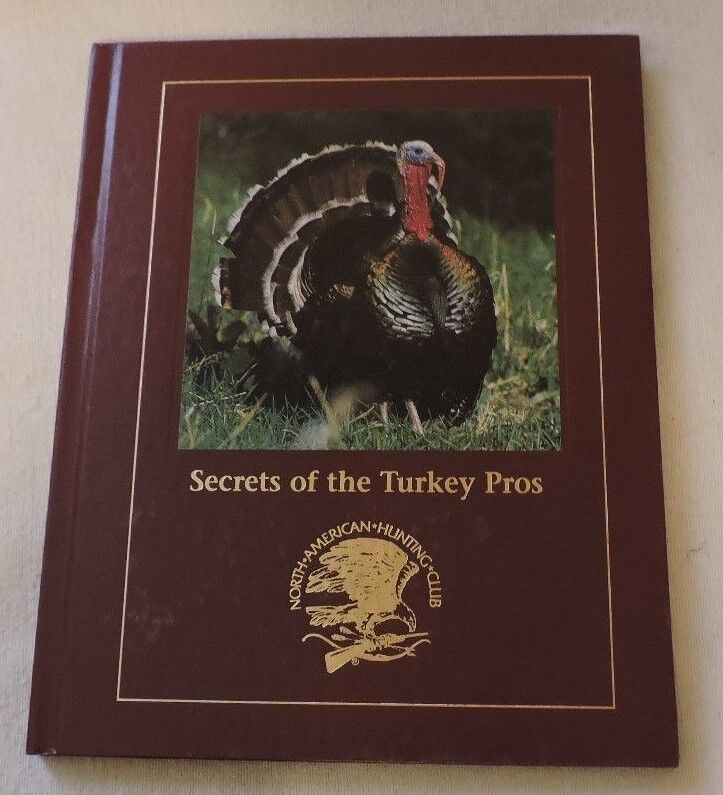 Secrets of the Turkey Pros
NORTH★AMERICAN★HUNTING★CLUB
®